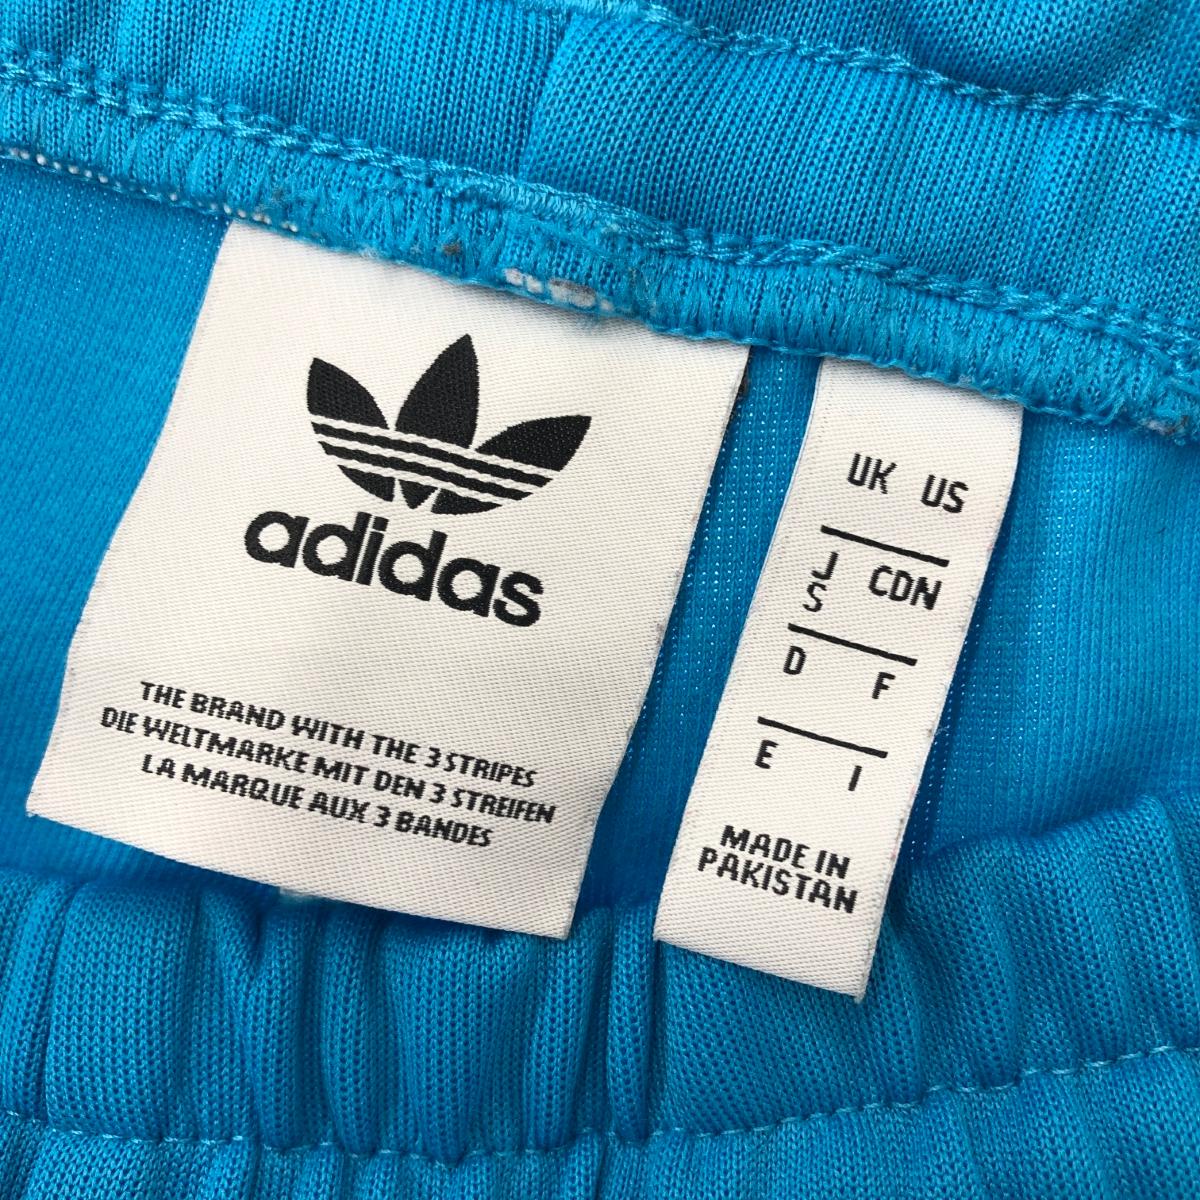 adidas
THE BRAND WITH THE 3 STRIPES
DIE WELTMARKE MIT DEN 3 STREIFEN
LA MARQUE AUX 3 BANDES
UK US
J CDN
S
D F
E I
MADE IN
PAKISTAN